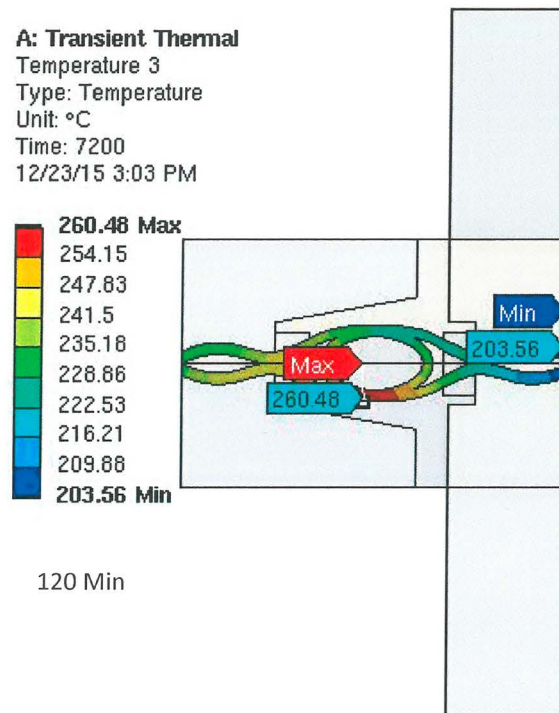 A: Transient Thermal
Temperature 3
Type: Temperature
Unit: °C
Time: 7200
12/23/15 3:03 PM
260.48 Max
254.15
247.83
241.5
235.18
228.86
222.53
216.21
209.88
203.56 Min
Min
203.56
Max
260.48
120 Min